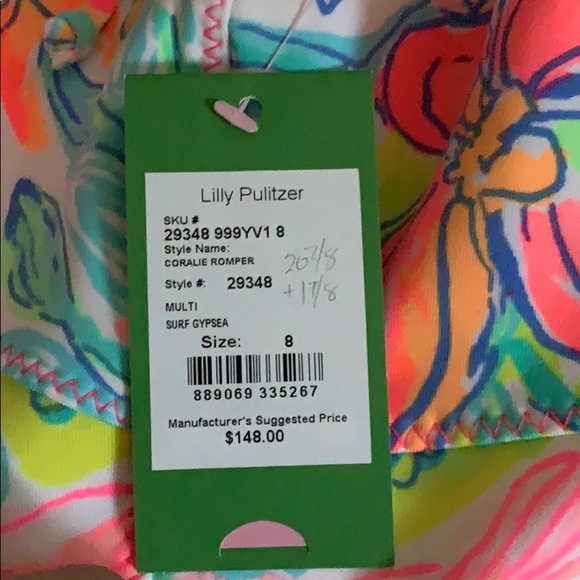 Lilly Pulitzer
SKU #
29348 999YV1 8
Style Name:
CORALIE ROMPER
Style #: 29348
MULTI
SURF GYPSEA
Size: 8
889069 335267
Manufacturer's Suggested Price
$148.00